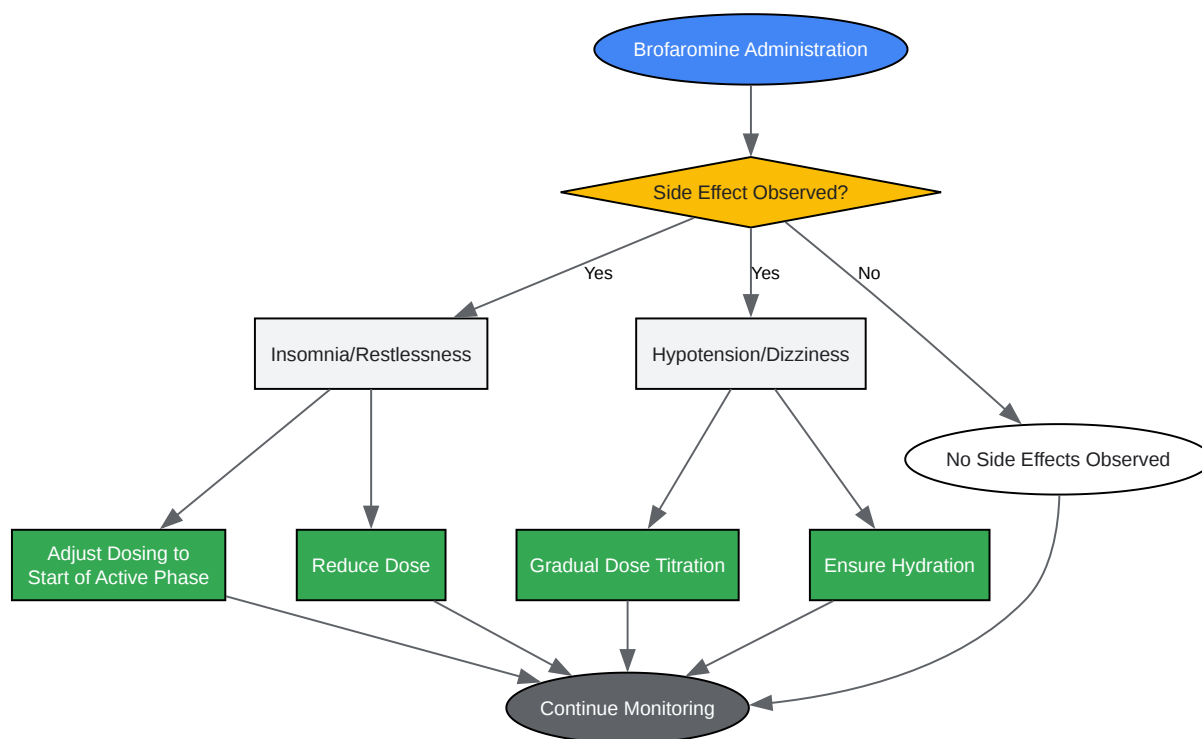 Brofaromine Administration
Side Effect Observed?
Yes
Yes
No
Insomnia/Restlessness
Hypotension/Dizziness
No Side Effects Observed
Adjust Dosing to
Start of Active Phase
Reduce Dose
Gradual Dose Titration
Ensure Hydration
Continue Monitoring